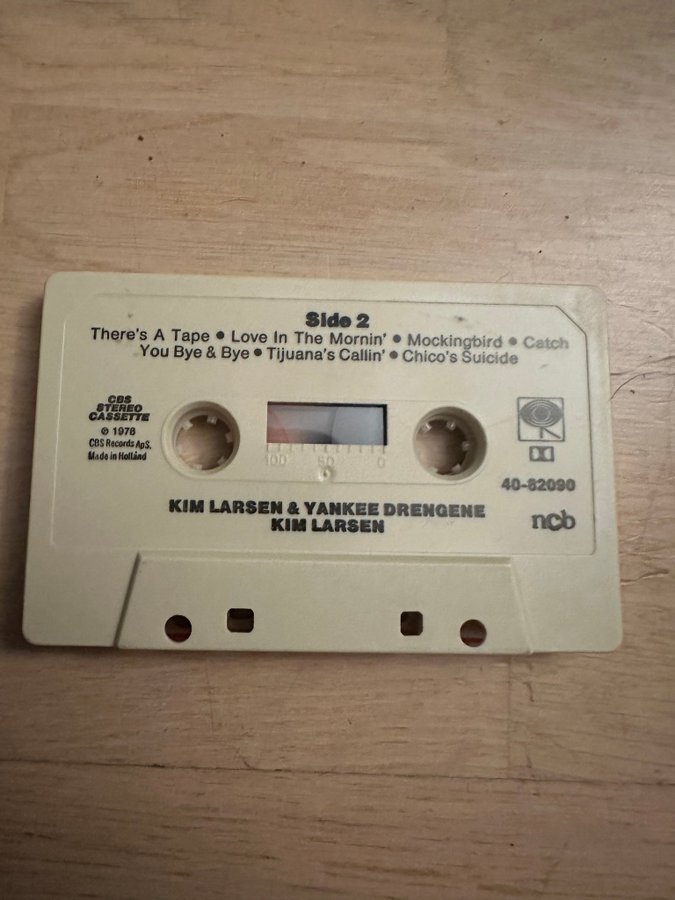 Side 2
There's A Tape • Love In The Mornin' • Mockingbird • Catch
You Bye & Bye • Tijuana's Callin' • Chico's Suicide
CBS
STEREO
CASSETTE
℗ 1978
CBS Records ApS.
Made in Holland
100 50 0
40-82090
KIM LARSEN & YANKEE DRENGENE
KIM LARSEN
ncb